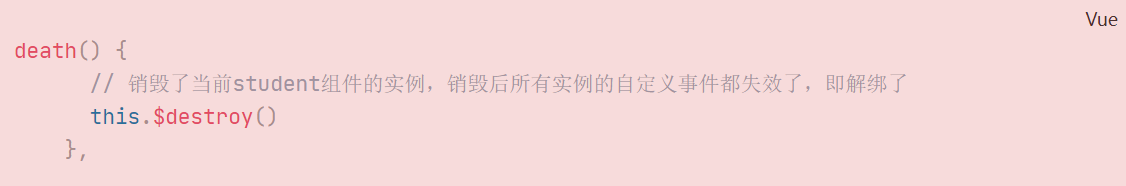 Vue
death() {
// 销毁了当前student组件的实例，销毁后所有实例的自定义事件都失效了，即解绑了
this.$destroy()
},